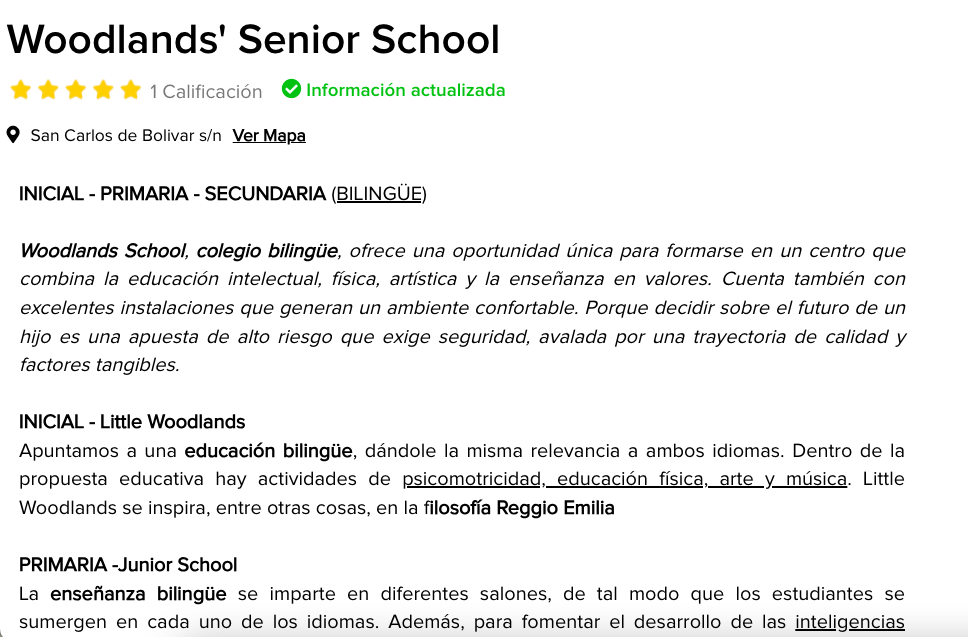 Woodlands' Senior School
1 Calificación Información actualizada
San Carlos de Bolivar s/n Ver Mapa
INICIAL - PRIMARIA - SECUNDARIA (BILINGÜE)
Woodlands School, colegio bilingüe, ofrece una oportunidad única para formarse en un centro que
combina la educación intelectual, física, artística y la enseñanza en valores. Cuenta también con
excelentes instalaciones que generan un ambiente confortable. Porque decidir sobre el futuro de un
hijo es una apuesta de alto riesgo que exige seguridad, avalada por una trayectoria de calidad y
factores tangibles.
INICIAL - Little Woodlands
Apuntamos a una educación bilingüe, dándole la misma relevancia a ambos idiomas. Dentro de la
propuesta educativa hay actividades de psicomotricidad, educación física, arte y música. Little
Woodlands se inspira, entre otras cosas, en la filosofía Reggio Emilia
PRIMARIA -Junior School
La enseñanza bilingüe se imparte en diferentes salones, de tal modo que los estudiantes se
sumergen en cada uno de los idiomas. Además, para fomentar el desarrollo de las inteligencias